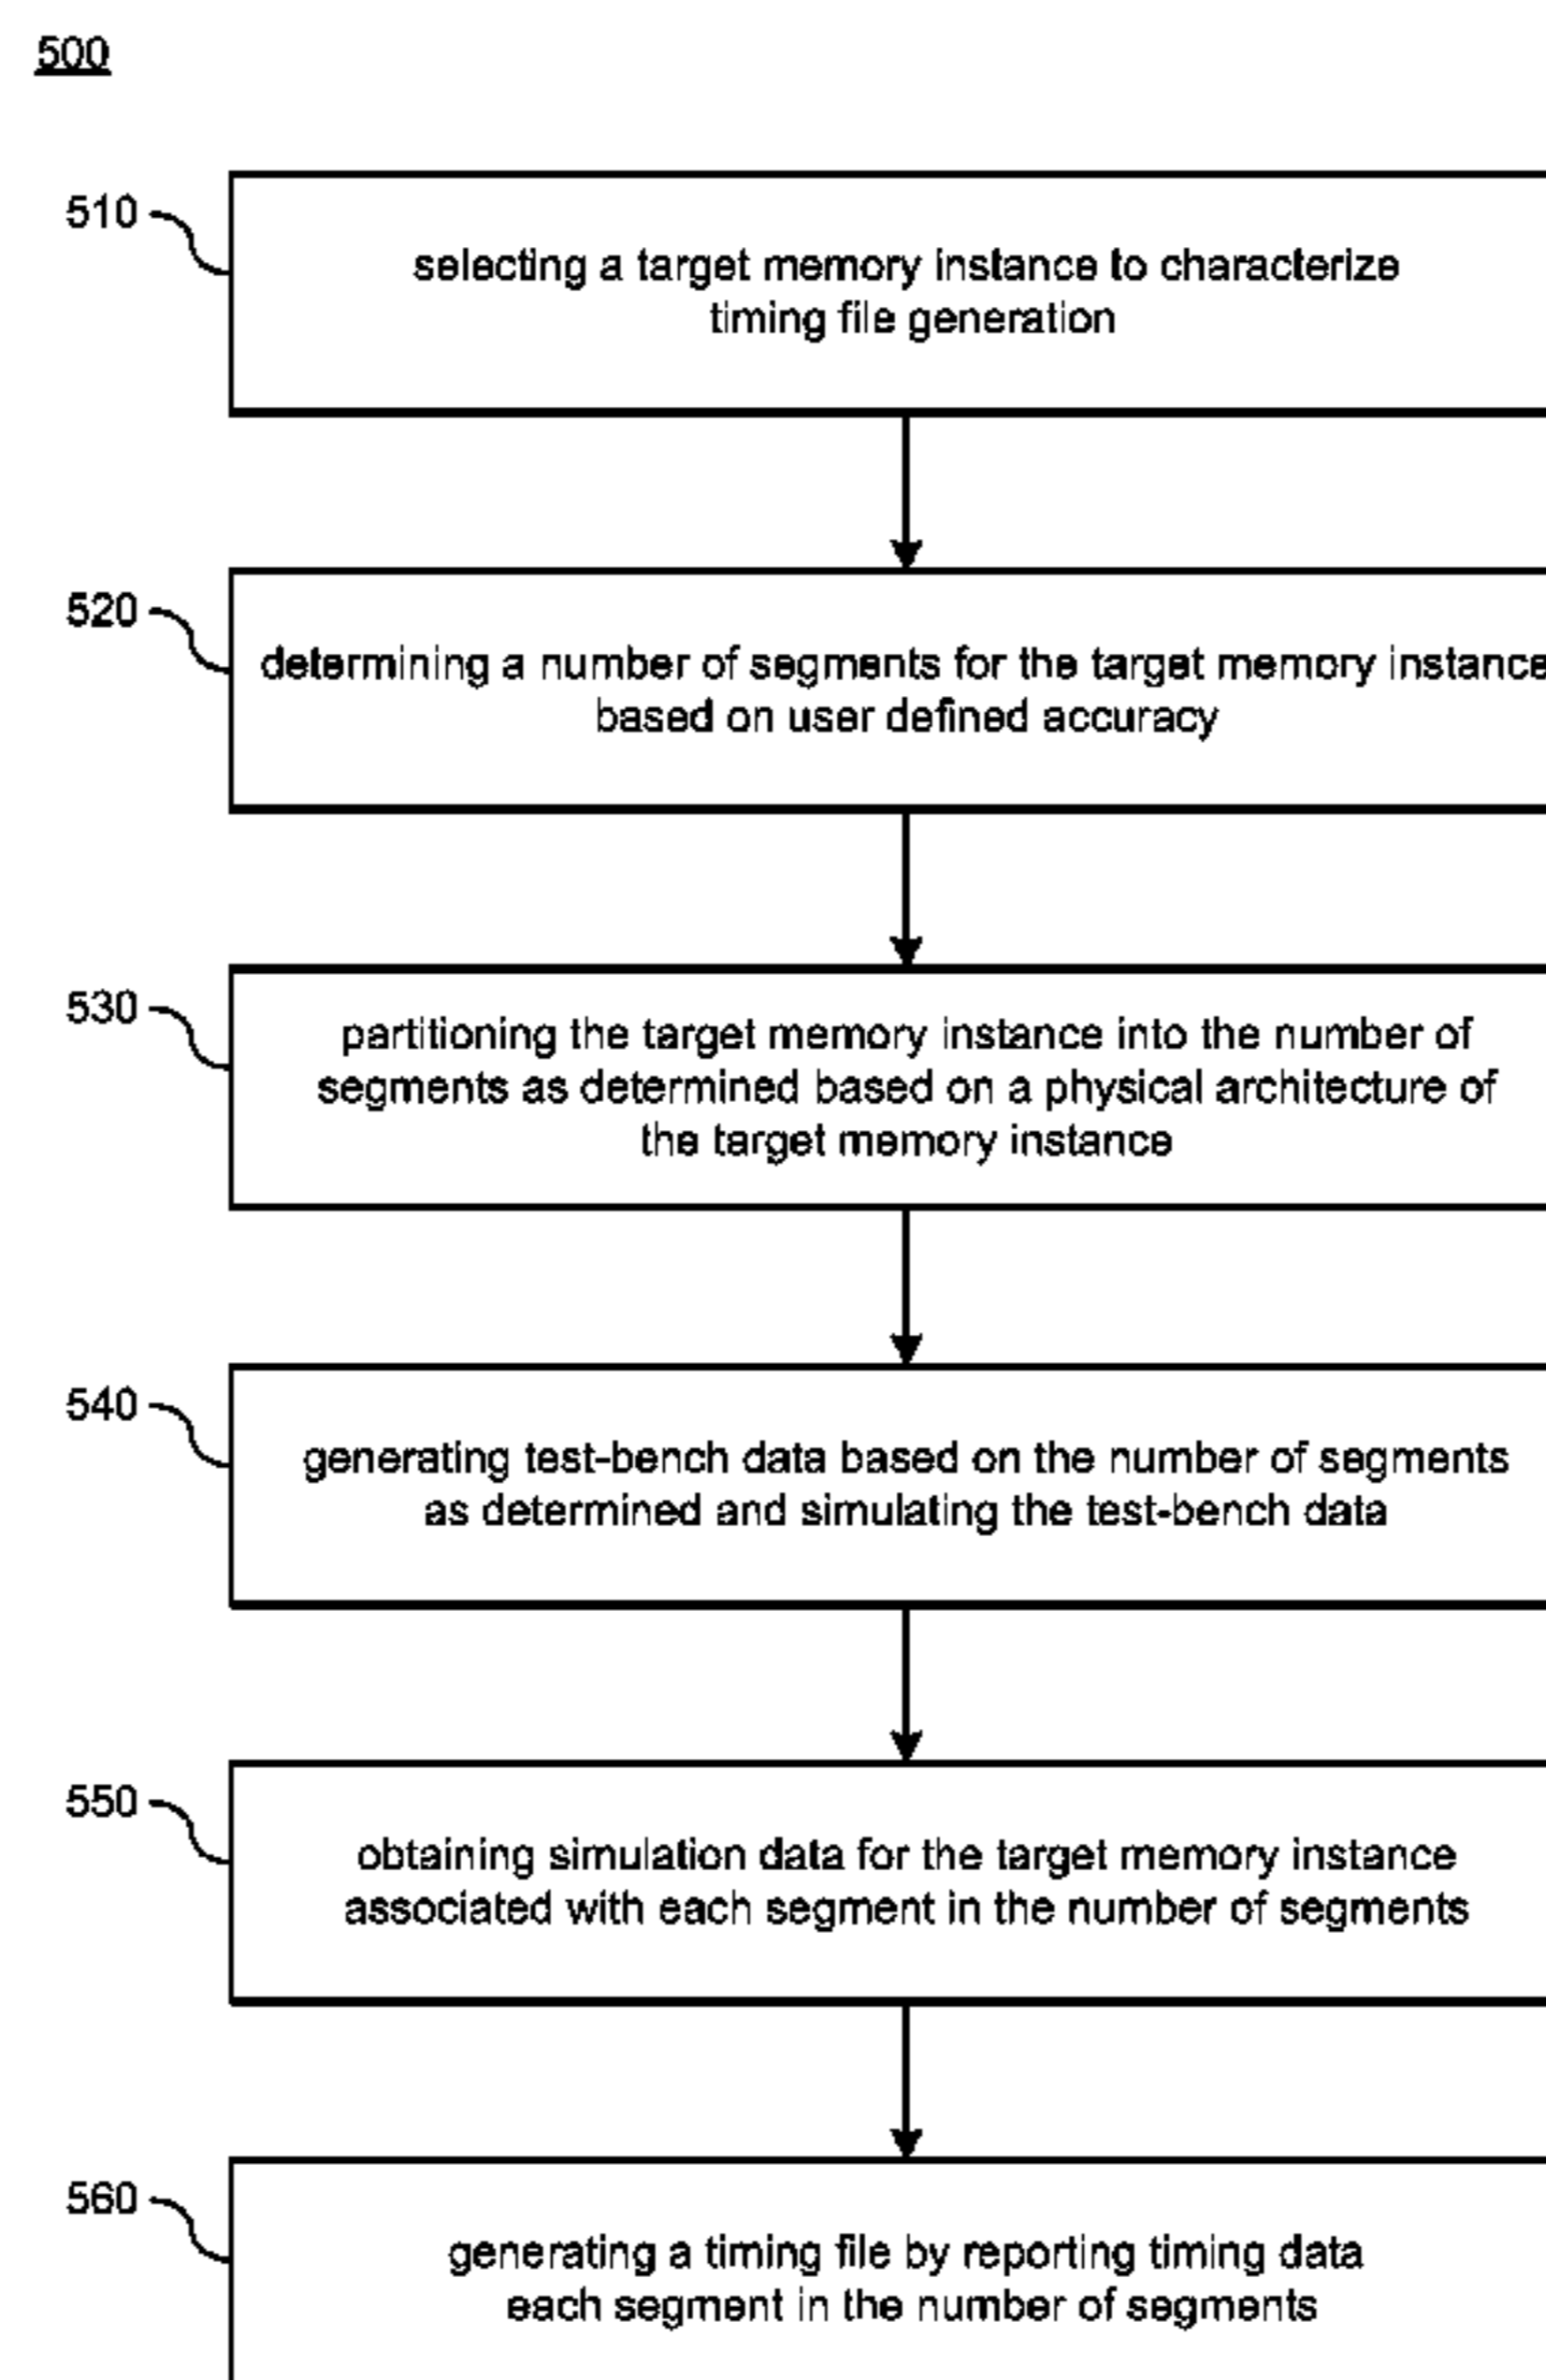 500
510
selecting a target memory instance to characterize
timing file generation
520
determining a number of segments for the target memory instance
based on user defined accuracy
530
partitioning the target memory instance into the number of
segments as determined based on a physical architecture of
the target memory instance
540
generating test-bench data based on the number of segments
as determined and simulating the test-bench data
550
obtaining simulation data for the target memory instance
associated with each segment in the number of segments
560
generating a timing file by reporting timing data
each segment in the number of segments